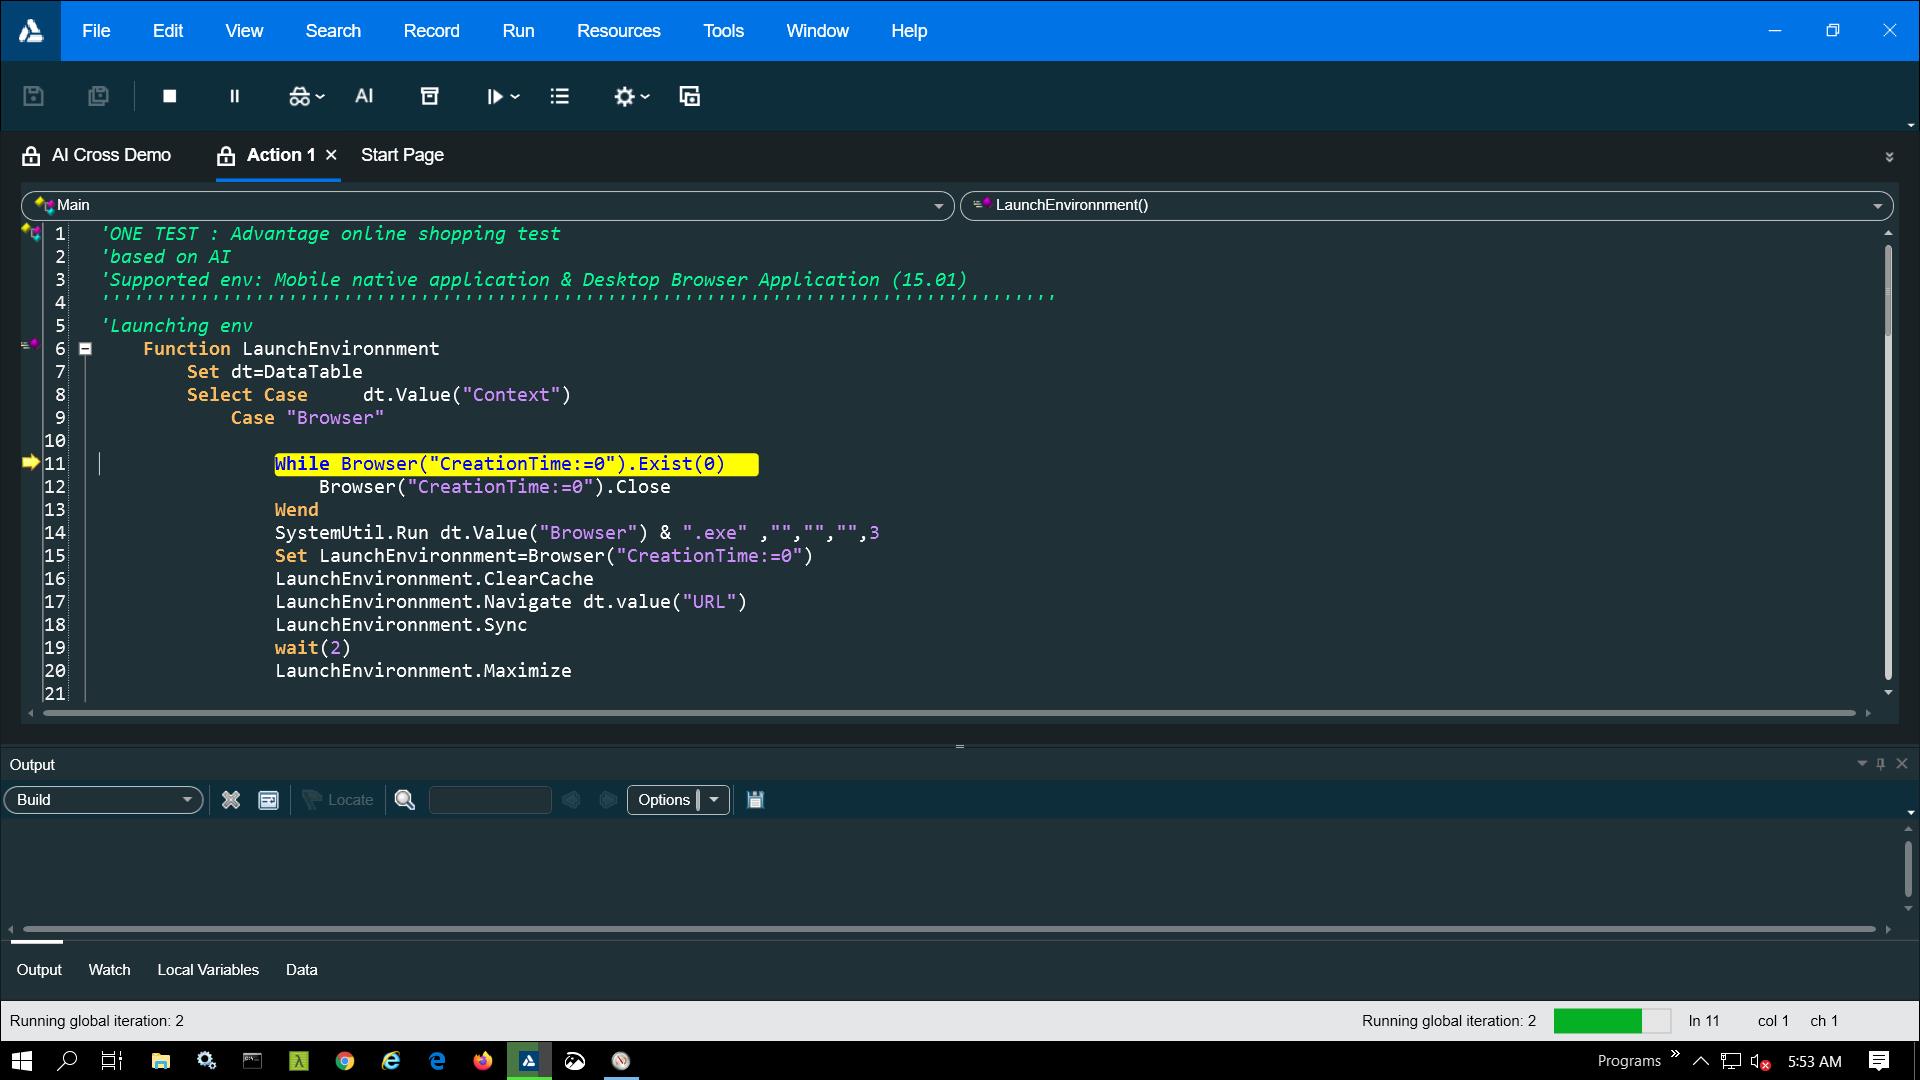 File Edit View Search Record Run Resources Tools Window Help
AI
AI Cross Demo Action 1 Start Page
Main LaunchEnvironnment()
1 'ONE TEST : Advantage online shopping test
2 'based on AI
3 'Supported env: Mobile native application & Desktop Browser Application (15.01)
4 '''''''''''''''''''''''''''''''''''''''''''''''''''''''''''''''''''''''''''''''''''''''
5 'Launching env
6 Function LaunchEnvironnment
7 Set dt=DataTable
8 Select Case dt.Value("Context")
9 Case "Browser"
10
11 While Browser("CreationTime:=0").Exist(0)
12 Browser("CreationTime:=0").Close
13 Wend
14 SystemUtil.Run dt.Value("Browser") & ".exe" ,"","","",3
15 Set LaunchEnvironnment=Browser("CreationTime:=0")
16 LaunchEnvironnment.ClearCache
17 LaunchEnvironnment.Navigate dt.value("URL")
18 LaunchEnvironnment.Sync
19 wait(2)
20 LaunchEnvironnment.Maximize
21
Output
Build Locate Options
Output Watch Local Variables Data
Running global iteration: 2 Running global iteration: 2 ln 11 col 1 ch 1
Programs 5:53 AM